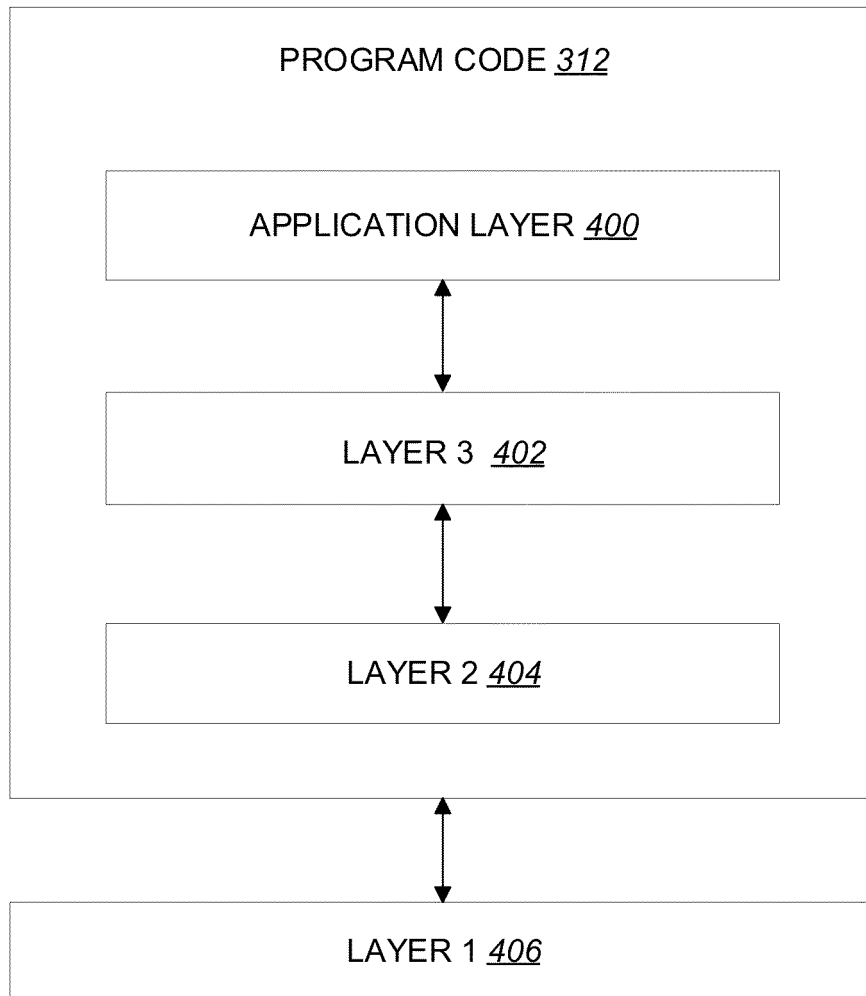 PROGRAM CODE 312
APPLICATION LAYER 400
LAYER 3 402
LAYER 2 404
LAYER 1 406